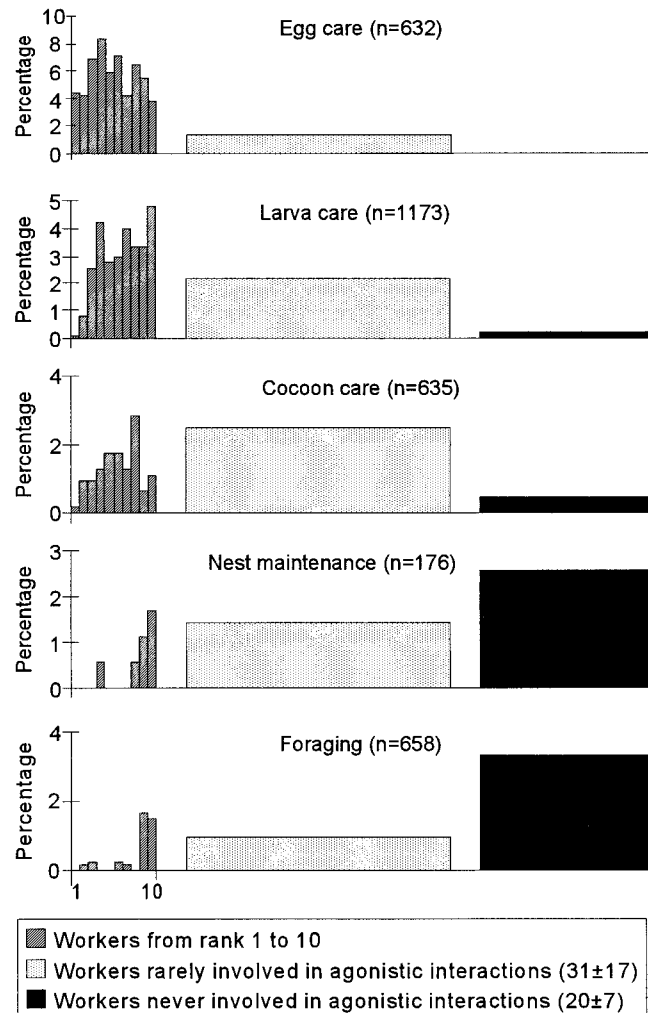 Egg care (n=632)
Percentage
10
8
6
4
2
0
Larva care (n=1173)
Percentage
5
4
3
2
1
0
Cocoon care (n=635)
Percentage
4
2
0
Nest maintenance (n=176)
Percentage
3
2
1
0
Foraging (n=658)
Percentage
4
2
0
1 10
Workers from rank 1 to 10
Workers rarely involved in agonistic interactions (31±17)
Workers never involved in agonistic interactions (20±7)